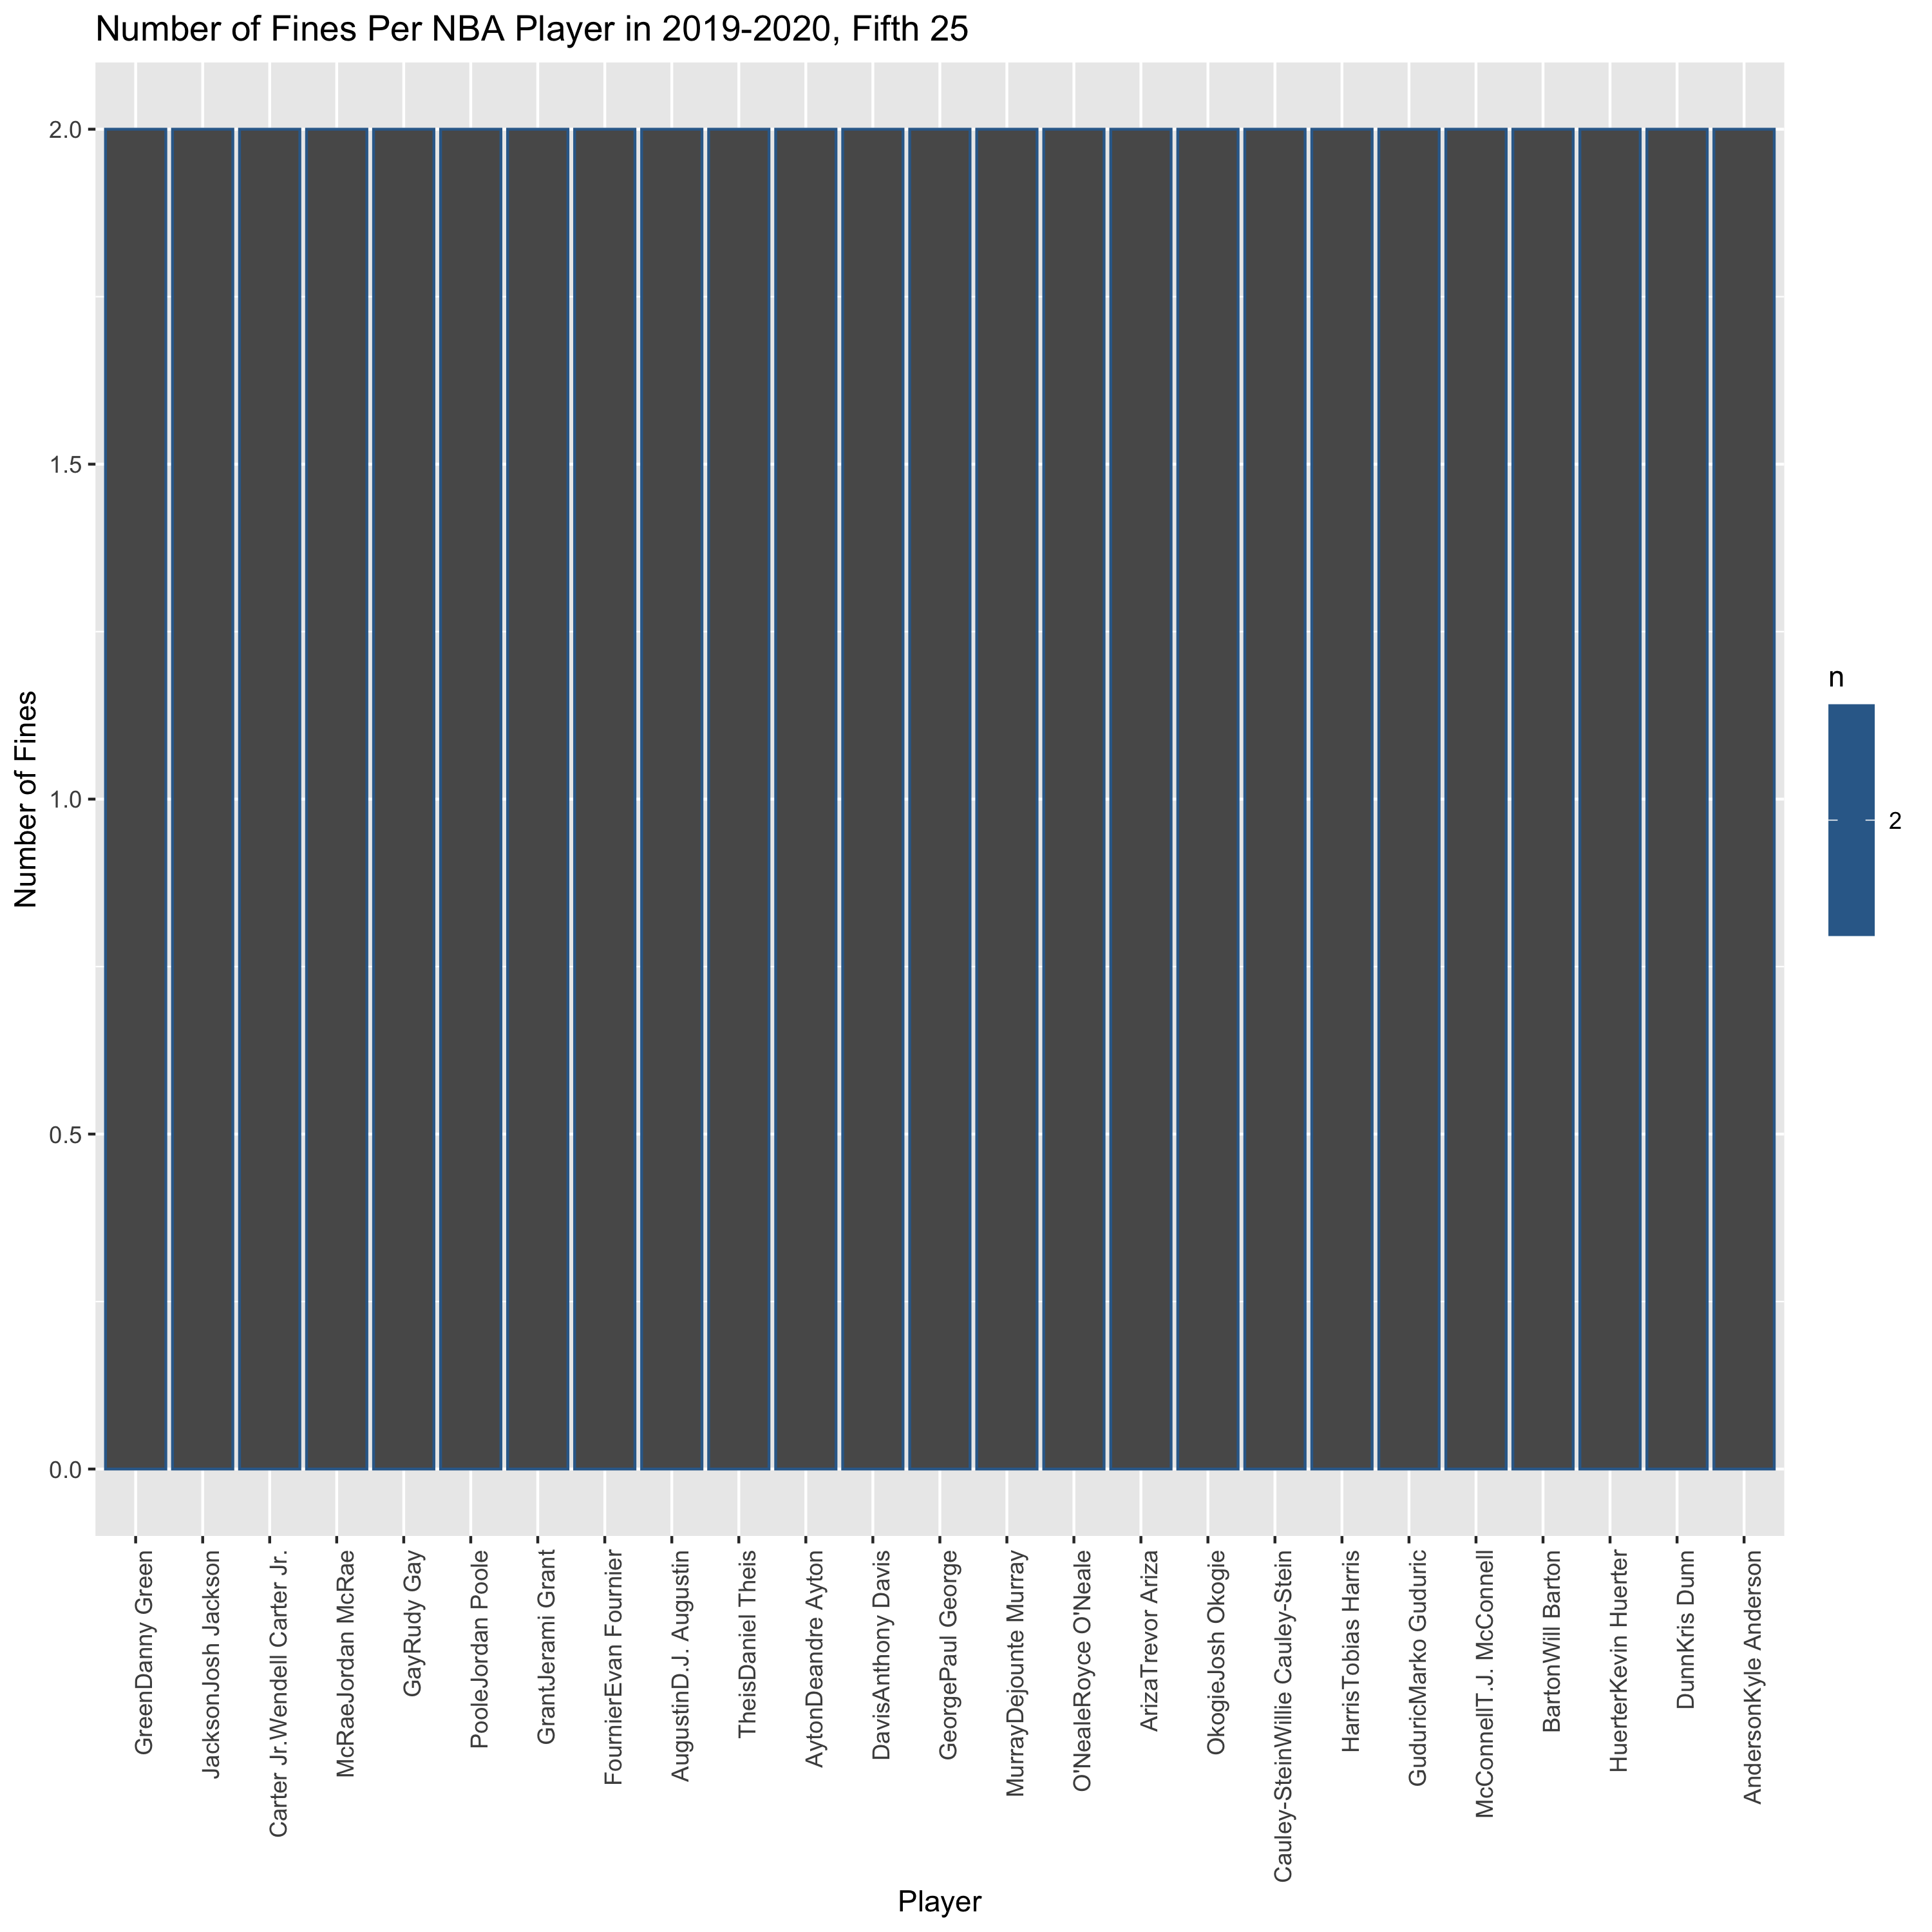 Number of Fines Per NBA Player in 2019-2020, Fifth 25
Number of Fines
2.0
1.5
1.0
0.5
0.0
GreenDanny Green
JacksonJosh Jackson
Carter Jr.Wendell Carter Jr.
McRaeJordan McRae
GayRudy Gay
PooleJordan Poole
GrantJerami Grant
FournierEvan Fournier
AugustinD.J. Augustin
TheisDaniel Theis
AytonDeandre Ayton
DavisAnthony Davis
GeorgePaul George
MurrayDejounte Murray
O'NealeRoyce O'Neale
ArizaTrevor Ariza
OkogieJosh Okogie
Cauley-SteinWillie Cauley-Stein
HarrisTobias Harris
GuduricMarko Guduric
McConnellT.J. McConnell
BartonWill Barton
HuerterKevin Huerter
DunnKris Dunn
AndersonKyle Anderson
Player
n
2